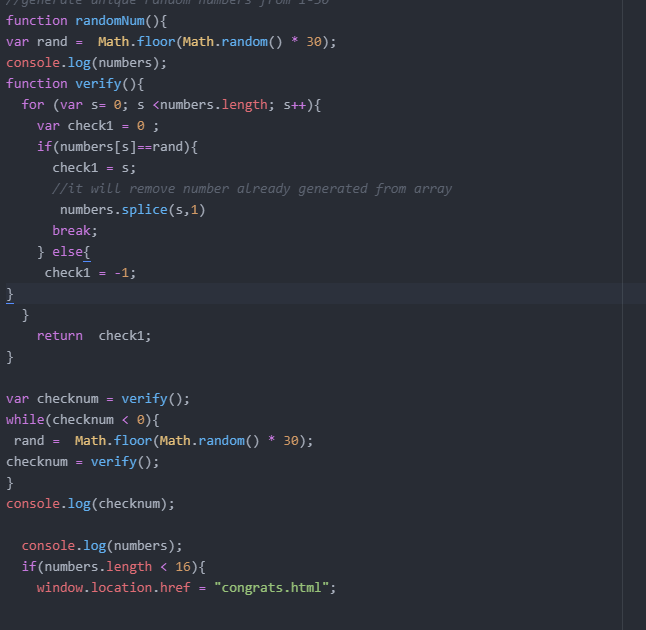 //generate unique random numbers from 1-30
function randomNum(){
var rand =  Math.floor(Math.random() * 30);
console.log(numbers);
function verify(){
  for (var s= 0; s <numbers.length; s++){
    var check1 = 0 ;
    if(numbers[s]==rand){
      check1 = s;
      //it will remove number already generated from array
       numbers.splice(s,1)
      break;
    } else{
     check1 = -1;
}
  }
    return  check1;
}
var checknum = verify();
while(checknum < 0){
 rand =  Math.floor(Math.random() * 30);
checknum = verify();
}
console.log(checknum);
  console.log(numbers);
  if(numbers.length < 16){
    window.location.href = "congrats.html";